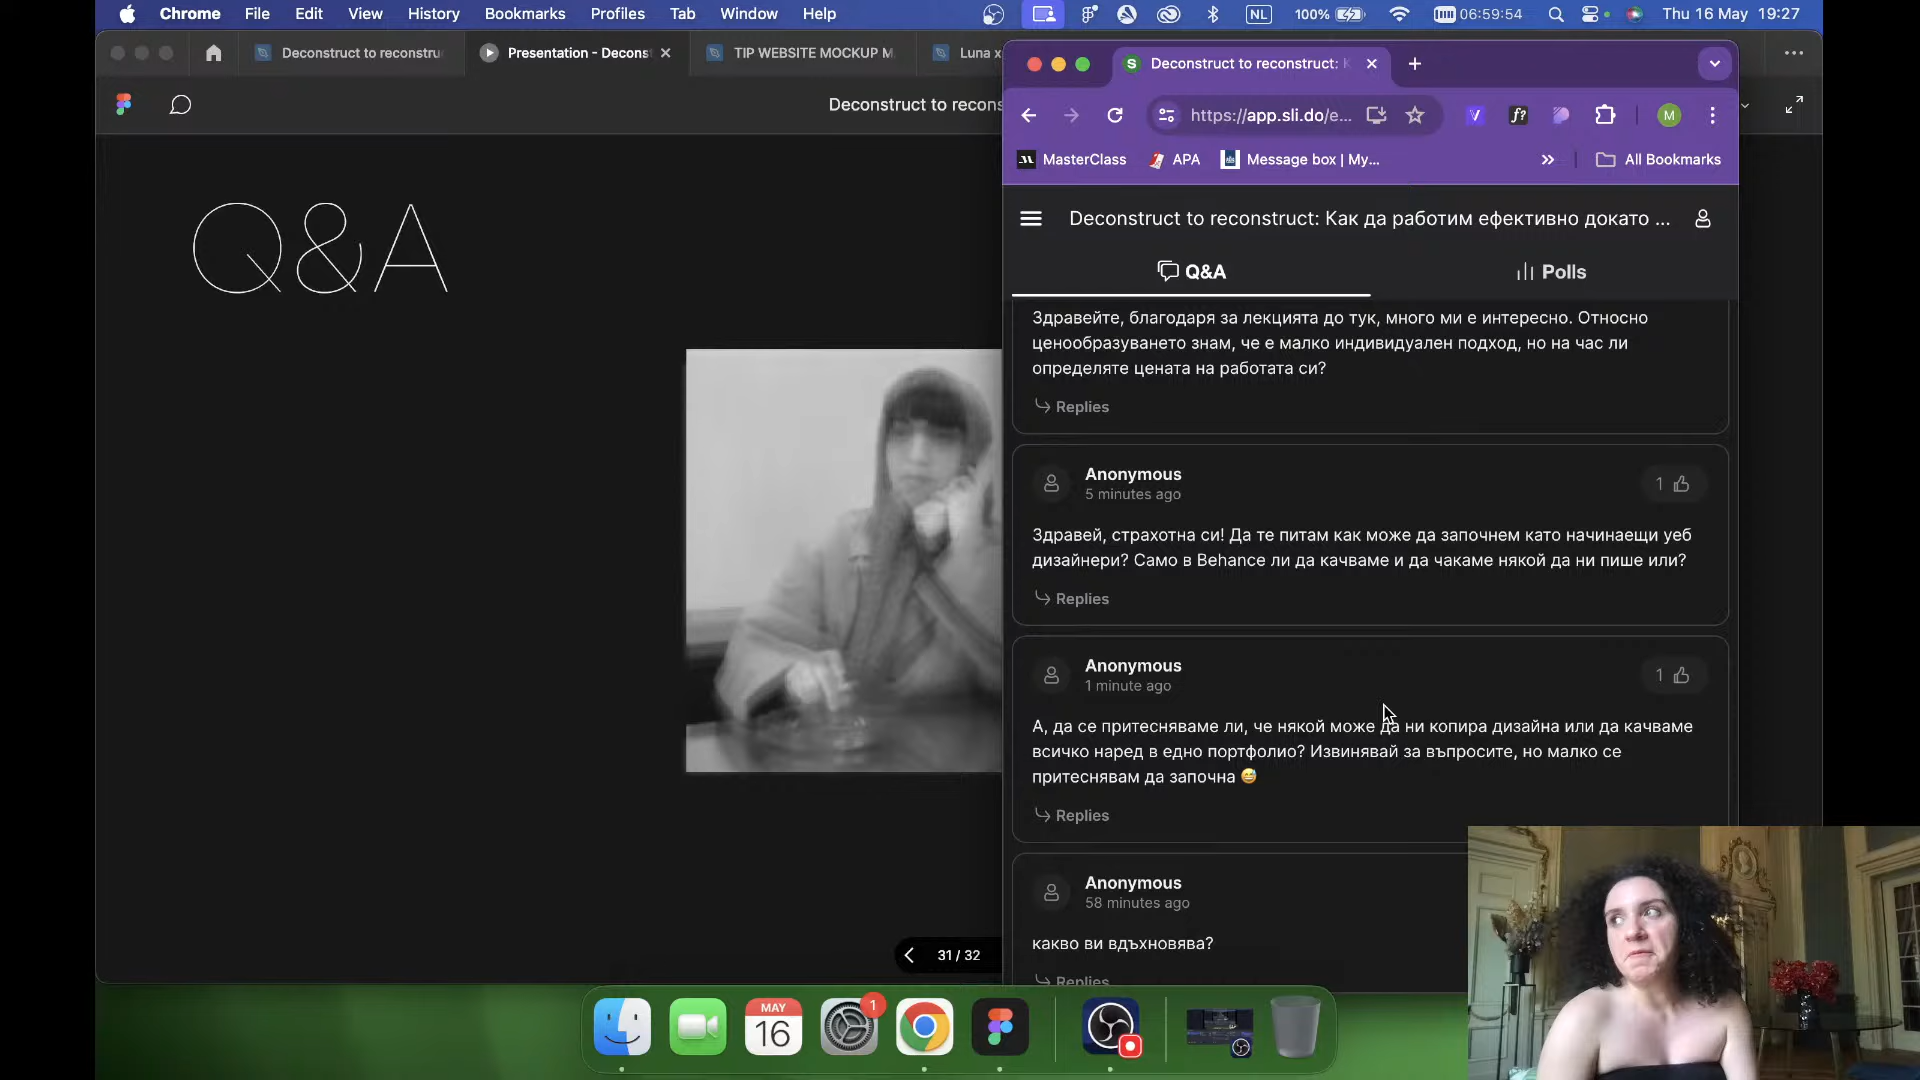 Chrome File Edit View History Bookmarks Profiles Tab Window Help
NL 100% 06:59:54 Thu 16 May 19:27
Deconstruct to reconstru
Presentation - Decons
TIP WEBSITE MOCKUP M
Luna x
Deconstruct to recons
Q&A
31 / 32
Deconstruct to reconstruct:
https://app.sli.do/e...
M
MasterClass APA Message box | My... All Bookmarks
Deconstruct to reconstruct: Как да работим ефективно докато ...
Q&A Polls
Здравейте, благодаря за лекцията до тук, много ми е интересно. Относно
ценообразуването знам, че е малко индивидуален подход, но на час ли
определяте цената на работата си?
Replies
Anonymous
5 minutes ago
1
Здравей, страхотна си! Да те питам как може да започнем като начинаещи уеб
дизайнери? Само в Behance ли да качваме и да чакаме някой да ни пише или?
Replies
Anonymous
1 minute ago
1
А, да се притесняваме ли, че някой може да ни копира дизайна или да качваме
всичко наред в едно портфолио? Извинявай за въпросите, но малко се
притеснявам да започна 😅
Replies
Anonymous
58 minutes ago
какво ви вдъхновява?
Replies
MAY
16
1